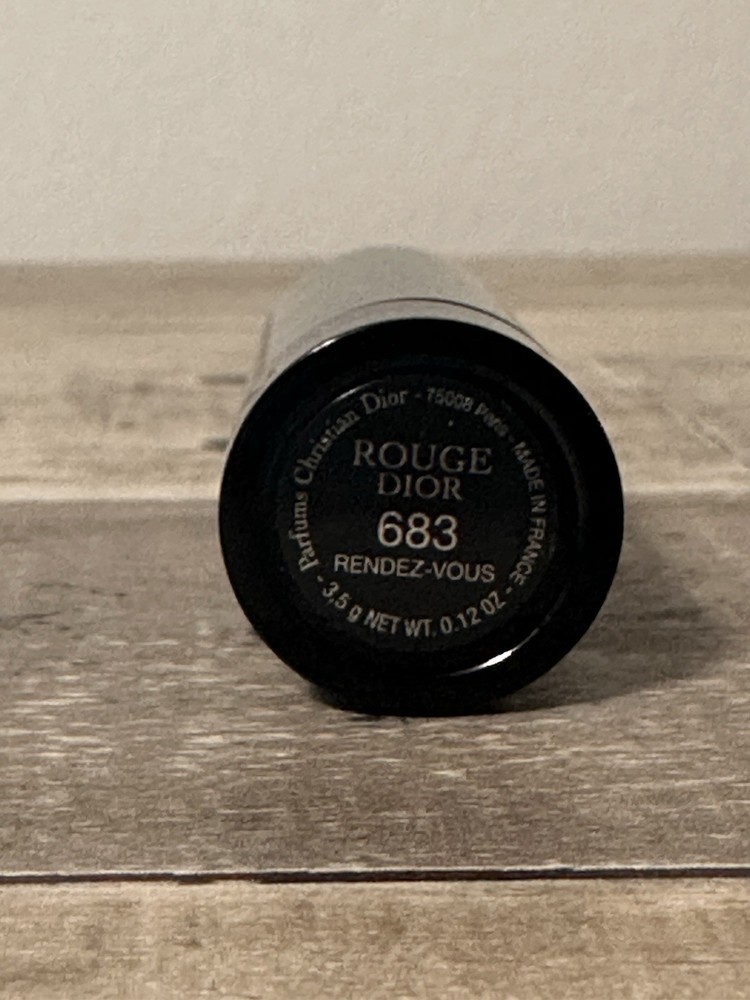 Parfums Christian Dior - 75008 Paris - MADE IN FRANCE -
ROUGE
DIOR
683
RENDEZ-VOUS
- 3,5 g NET WT. 0.12 OZ -